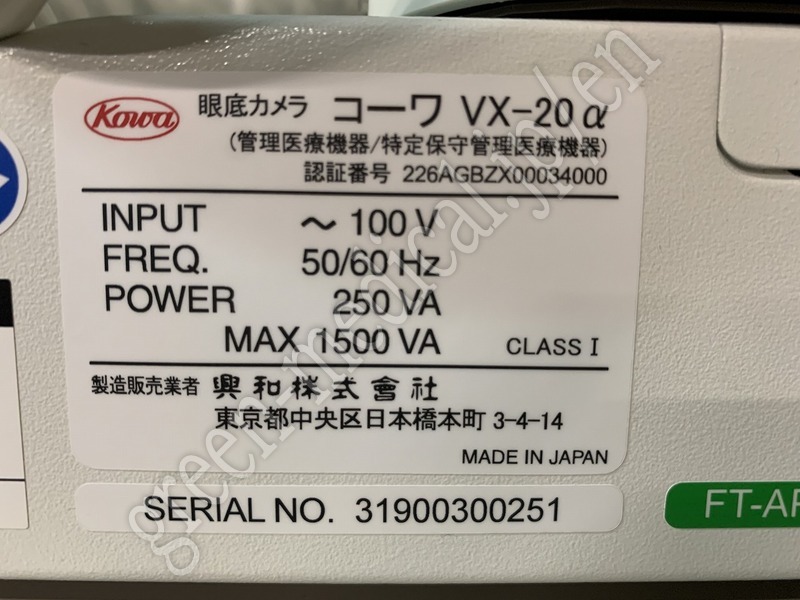 Kowa 眼底カメラ コーワ VX-20α
(管理医療機器/特定保守管理医療機器)
認証番号 226AGBZX00034000
INPUT ～ 100 V
FREQ. 50/60 Hz
POWER 250 VA
MAX 1500 VA CLASS I
製造販売業者 興和株式會社
東京都中央区日本橋本町 3-4-14
MADE IN JAPAN
SERIAL NO. 31900300251
FT-AF
green-medical.jp/en